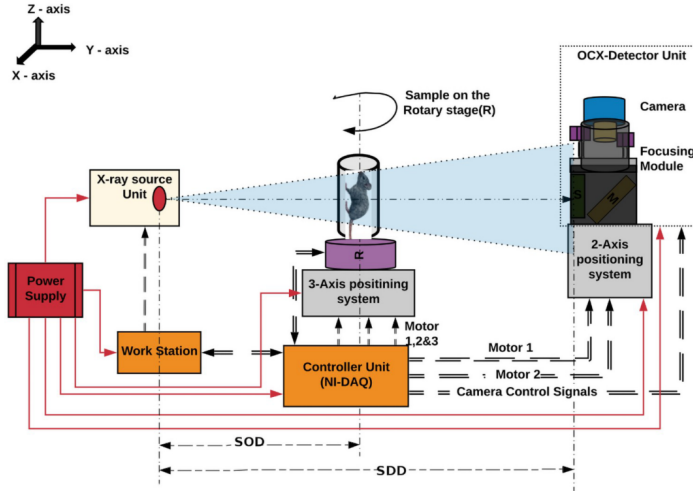 Z - axis
Y - axis
X - axis
OCX-Detector Unit
Sample on the
Rotary stage(R)
Camera
Focusing
Module
X-ray source
Unit
S
M
R
2-Axis
positioning
system
Power
Supply
3-Axis positining
system
Motor
1,2&3
Work Station
Controller Unit
(NI-DAQ)
Motor 1
Motor 2
Camera Control Signals
SOD
SDD